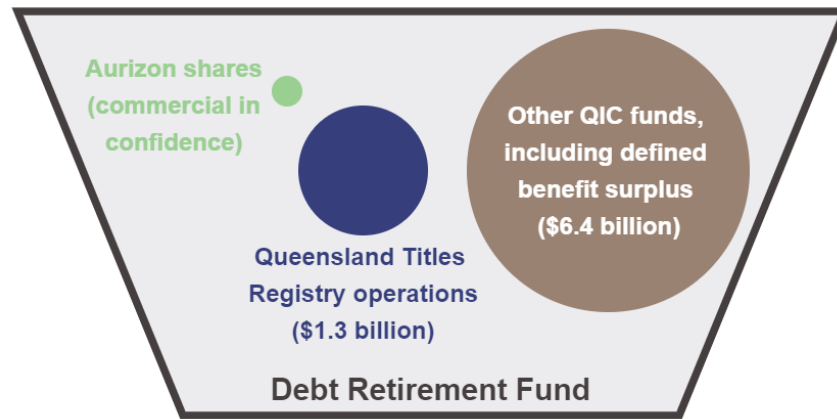 Aurizon shares
(commercial in
confidence)
Other QIC funds,
including defined
benefit surplus
($6.4 billion)
Queensland Titles
Registry operations
($1.3 billion)
Debt Retirement Fund